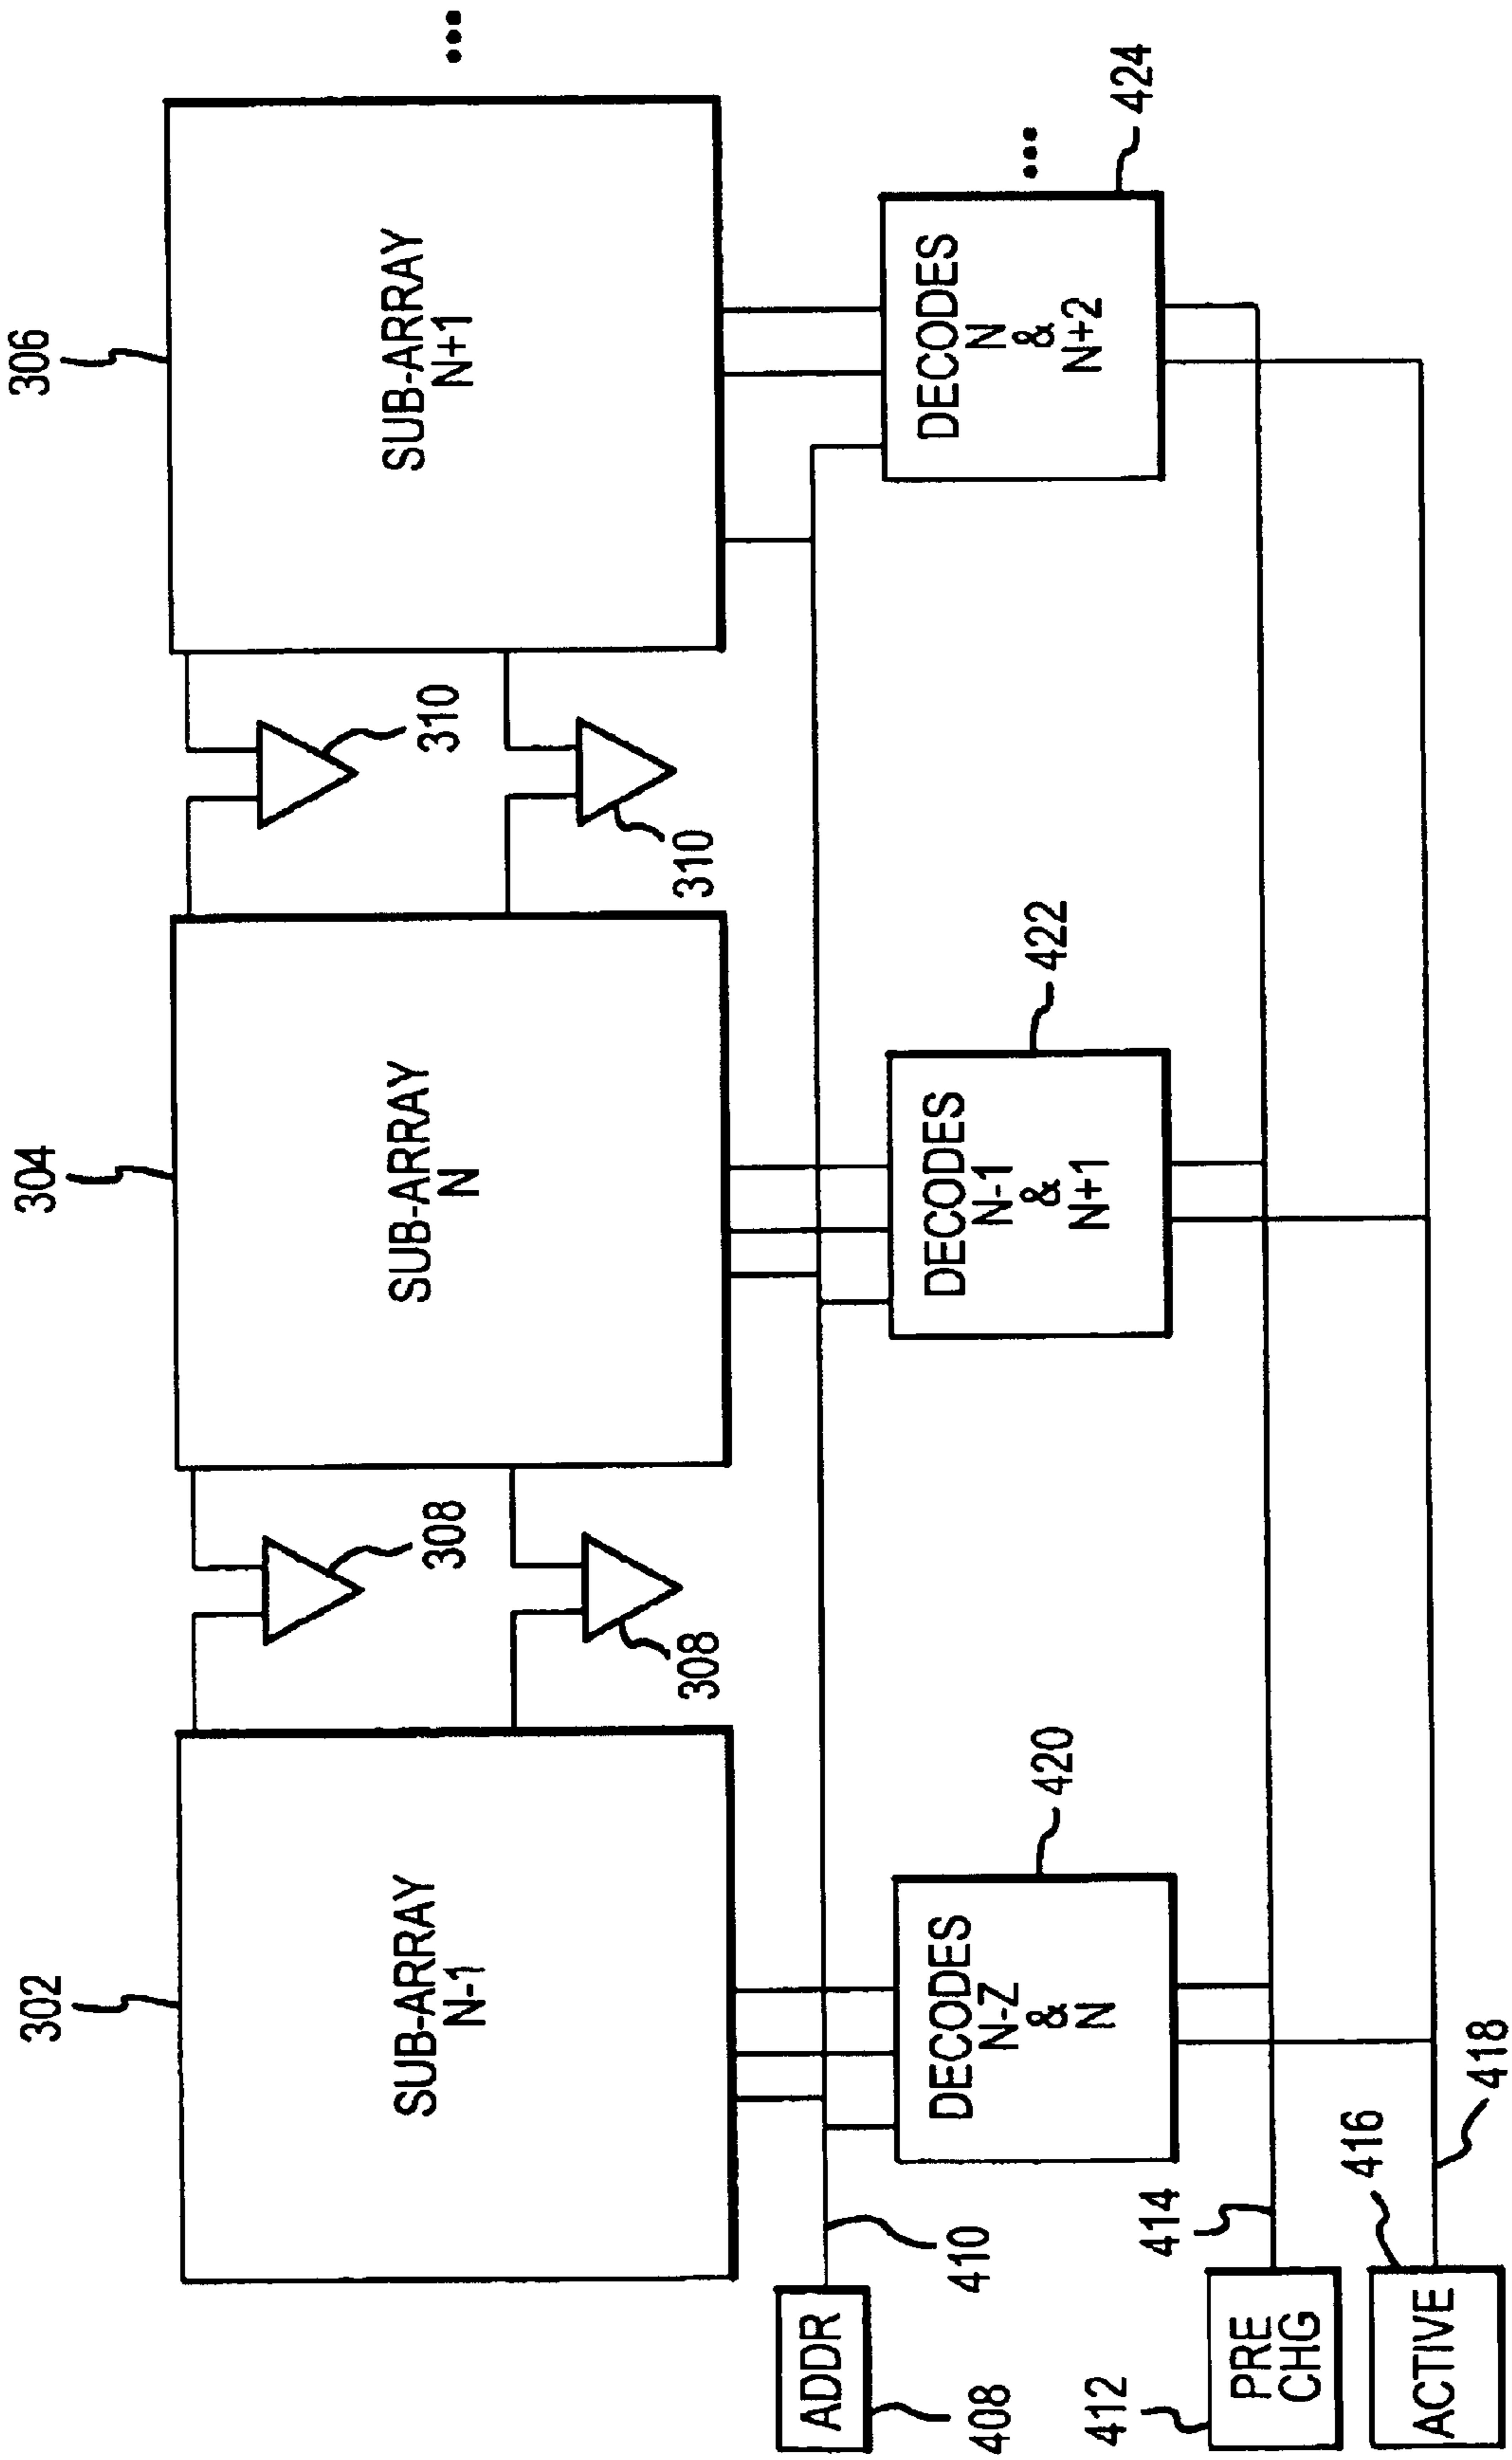 302
304
306
SUB-ARRAY
N-1
SUB-ARRAY
N
SUB-ARRAY
N+1
...
308
308
310
310
ADDR
408
410
DECODES
N-Z
&
N
420
DECODES
N-1
&
N+1
422
DECODES
N
&
N+2
424
...
412
PRE
CHG
414
416
ACTIVE
418